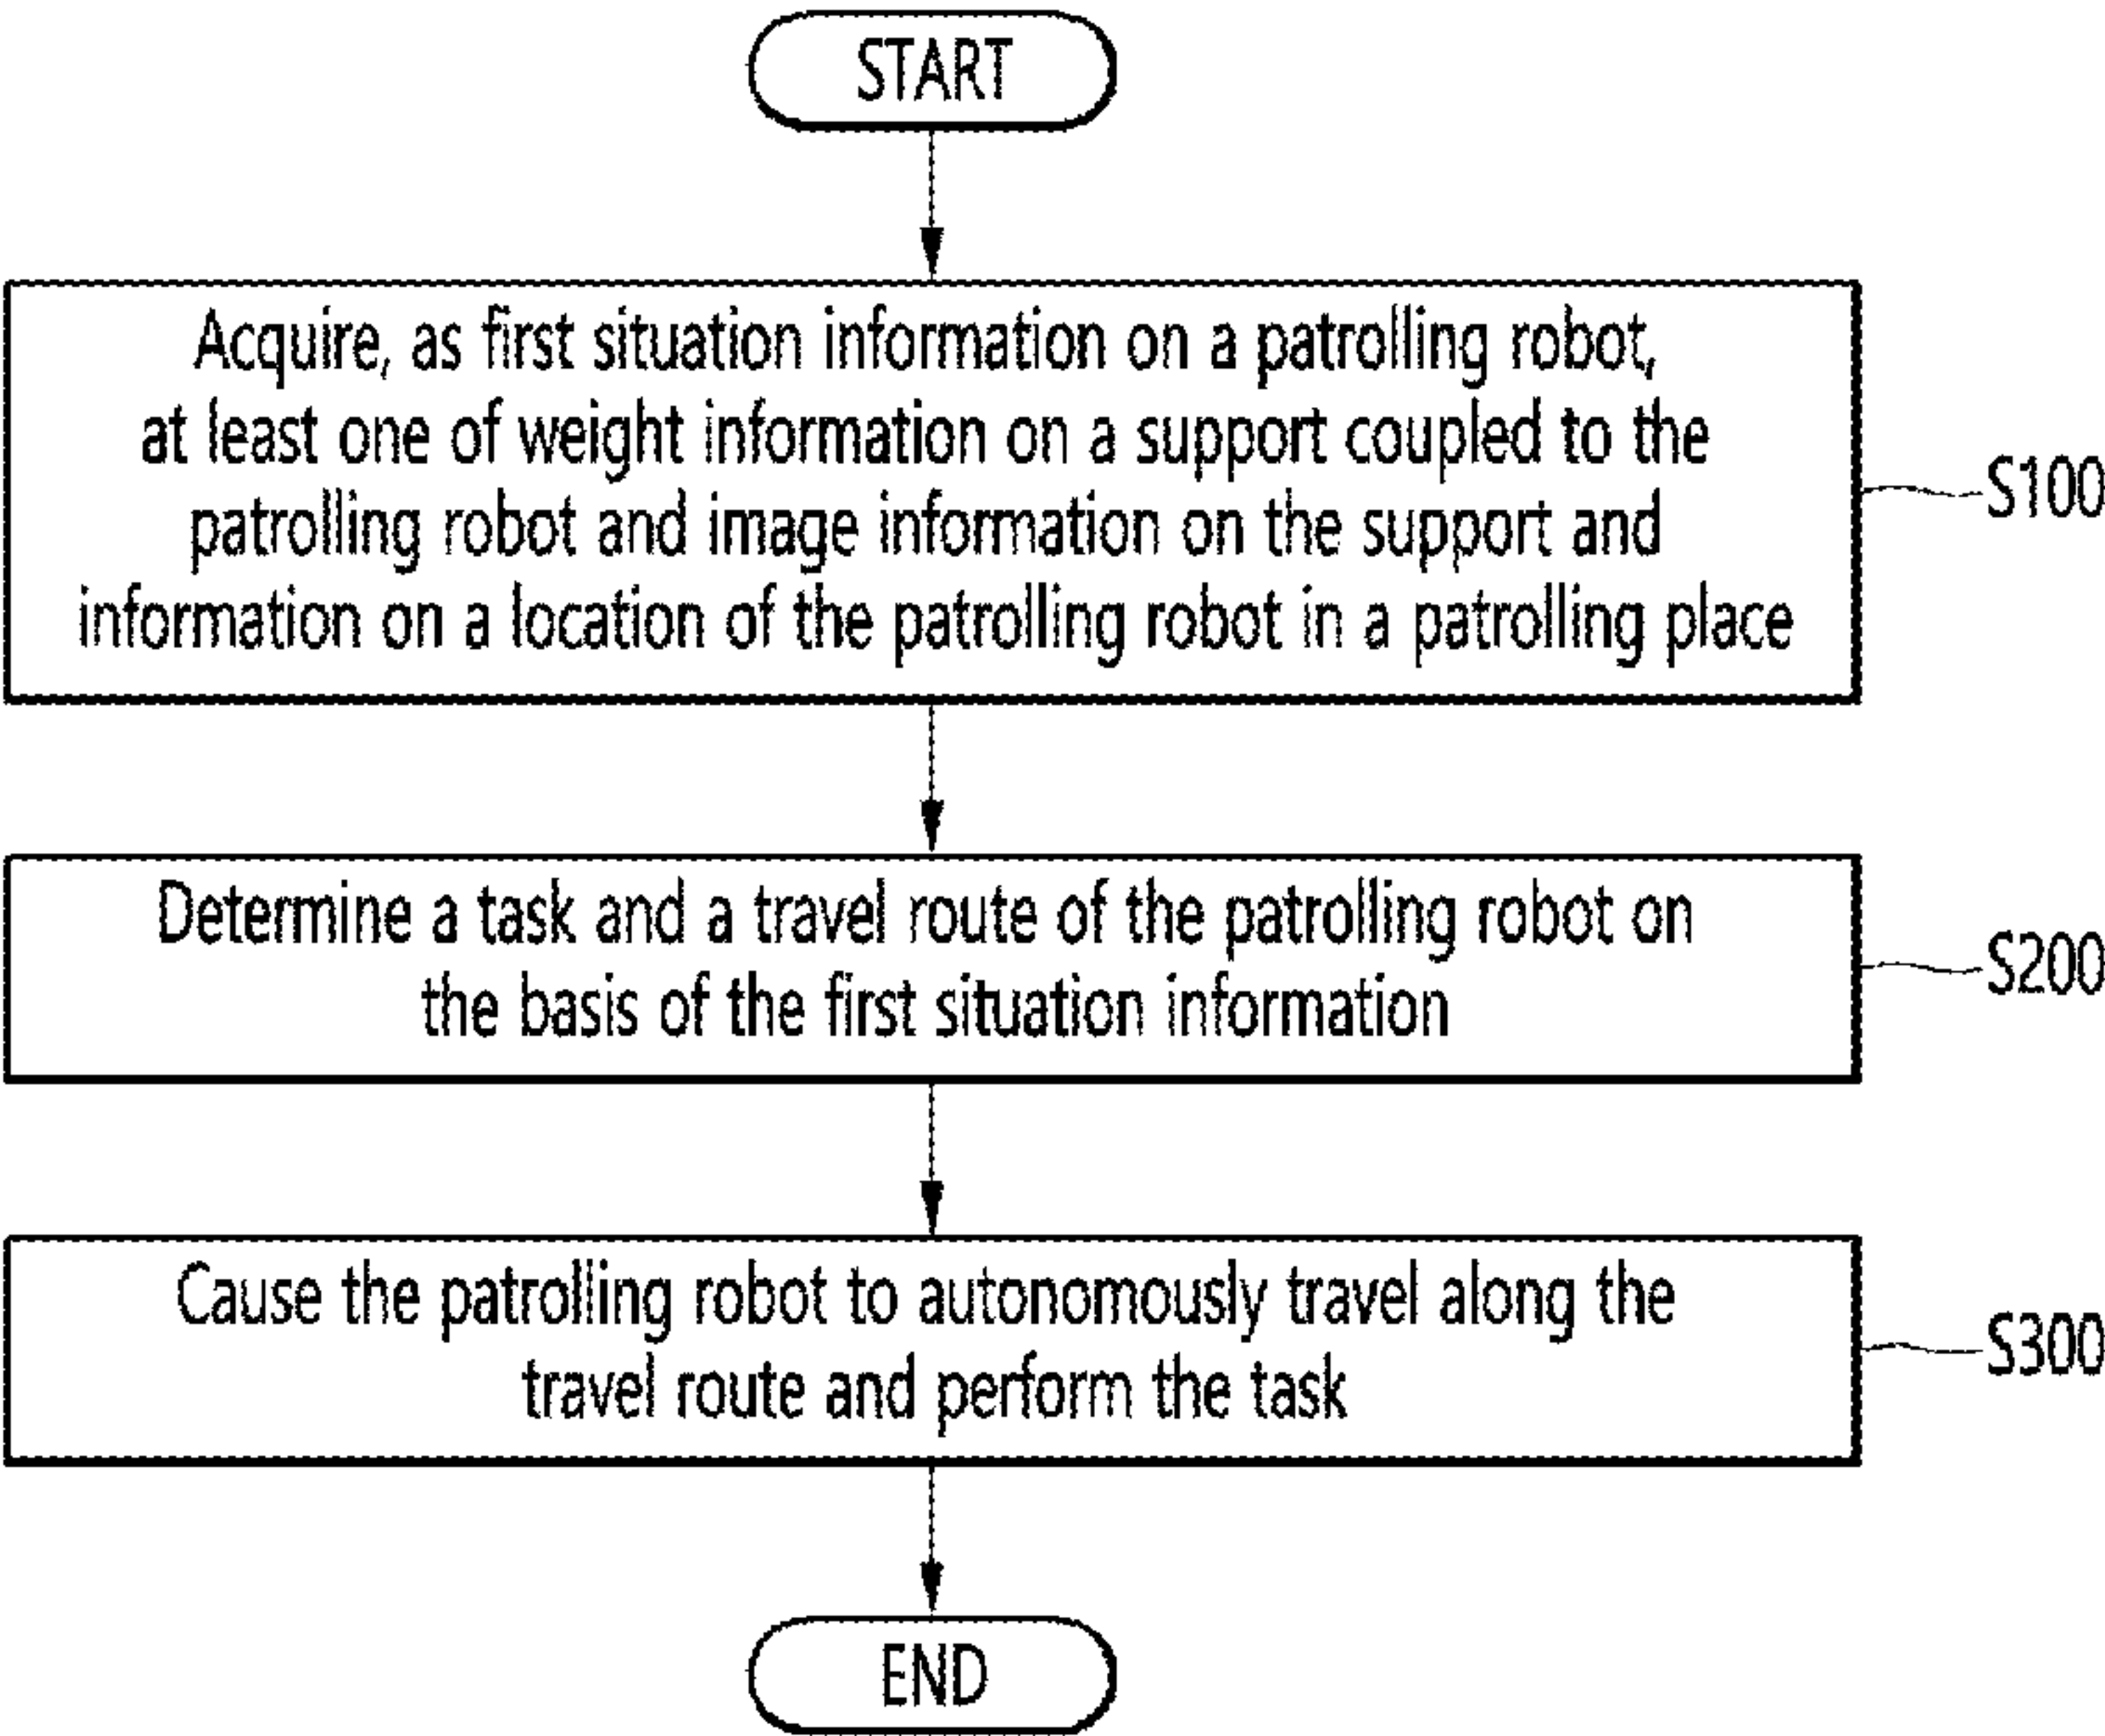 START
Acquire, as first situation information on a patrolling robot,
at least one of weight information on a support coupled to the
patrolling robot and image information on the support and
information on a location of the patrolling robot in a patrolling place
S100
Determine a task and a travel route of the patrolling robot on
the basis of the first situation information
S200
Cause the patrolling robot to autonomously travel along the
travel route and perform the task
S300
END